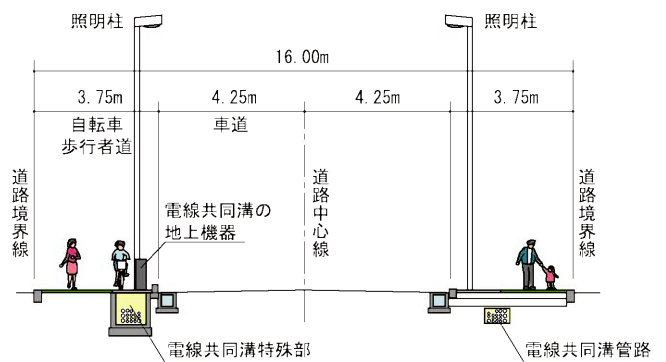 照明柱
照明柱
16.00m
3.75m
4.25m
4.25m
3.75m
自転車
歩行者道
車道
道路境界線
電線共同溝の
地上機器
道路中心線
道路境界線
電線共同溝特殊部
電線共同溝管路